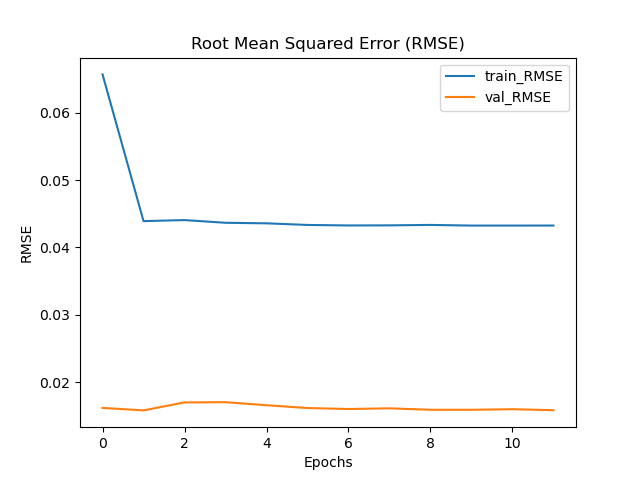 Root Mean Squared Error (RMSE)
train_RMSE
val_RMSE
0.06
0.05
0.04
0.03
0.02
RMSE
0 2 4 6 8 10
Epochs